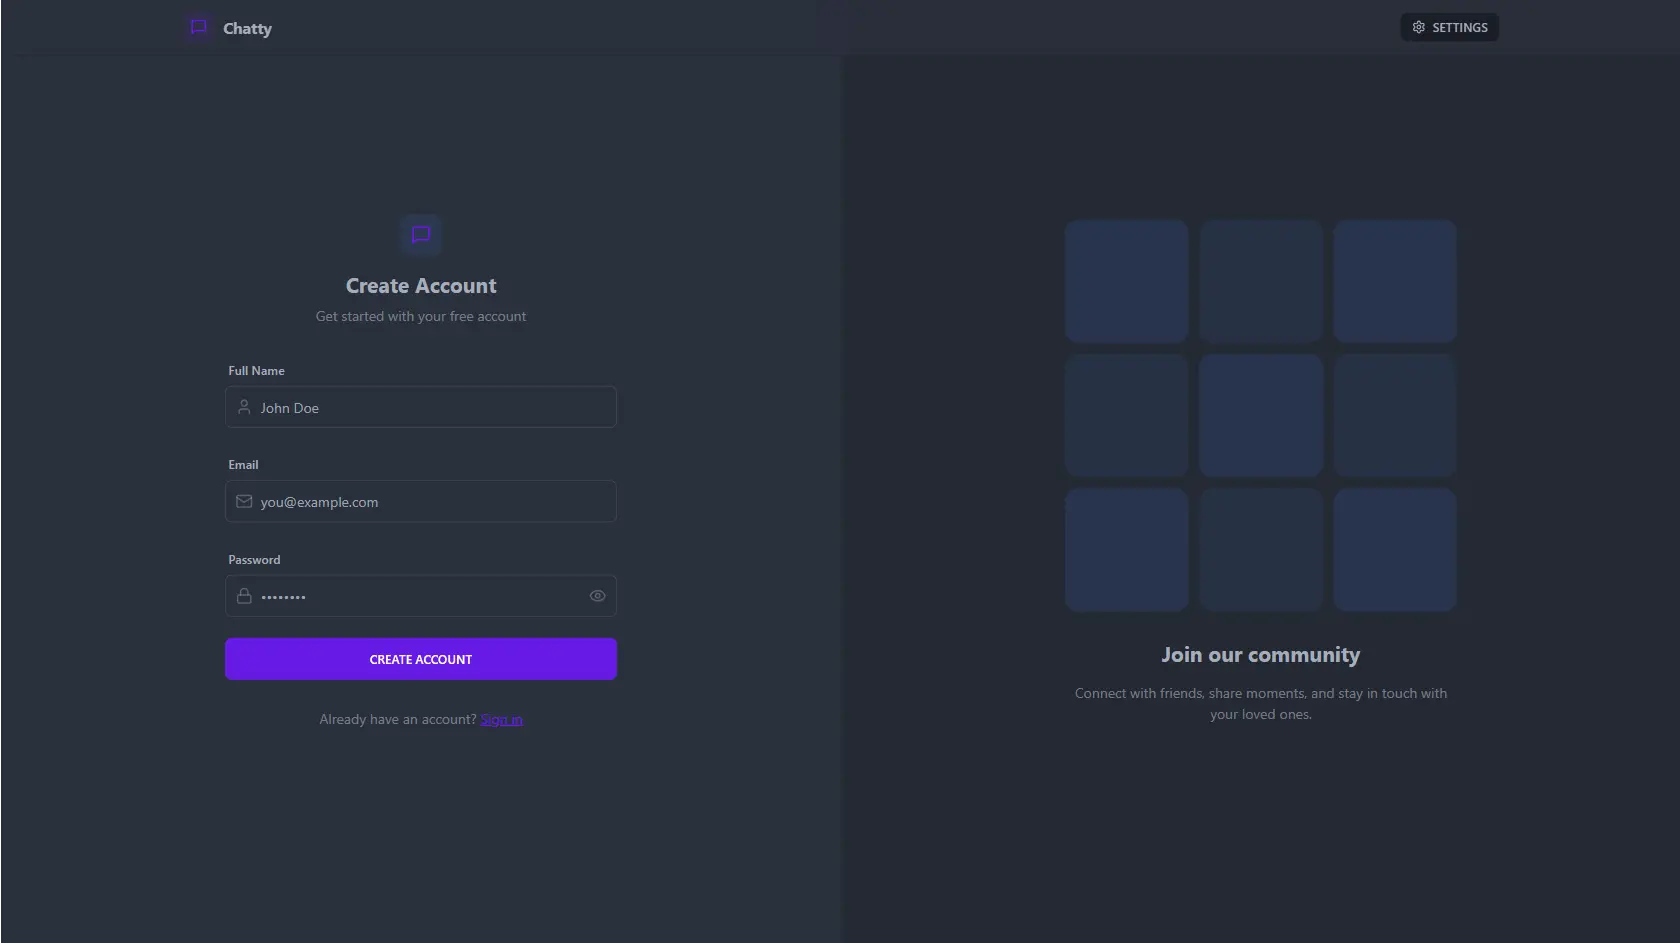 Chatty
SETTINGS
Create Account
Get started with your free account
Full Name
John Doe
Email
you@example.com
Password
••••••••
CREATE ACCOUNT
Already have an account? Sign in
Join our community
Connect with friends, share moments, and stay in touch with
your loved ones.